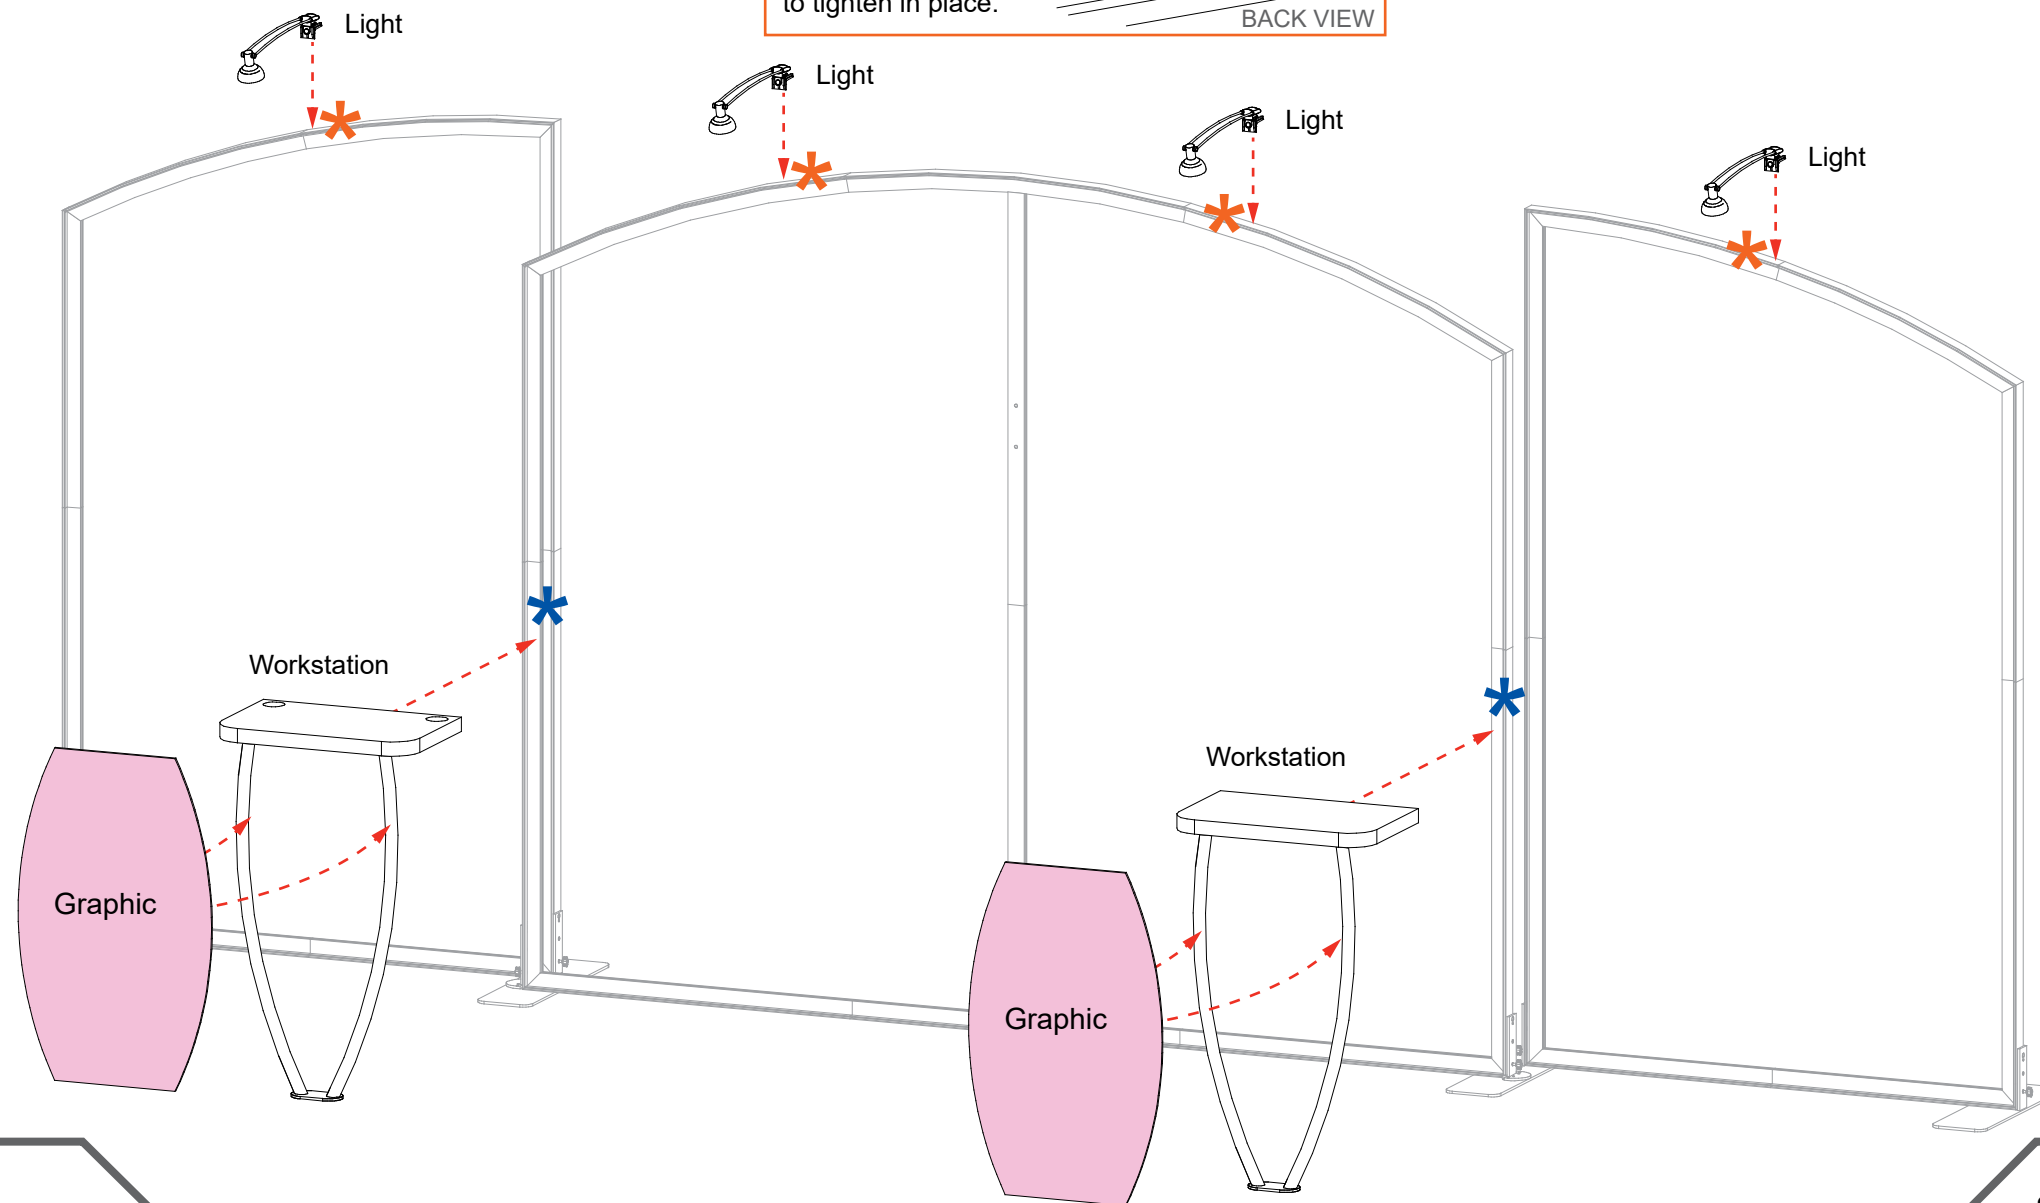 to tighten in place.
BACK VIEW
Light
Light
Light
Light
Workstation
Workstation
Graphic
Graphic